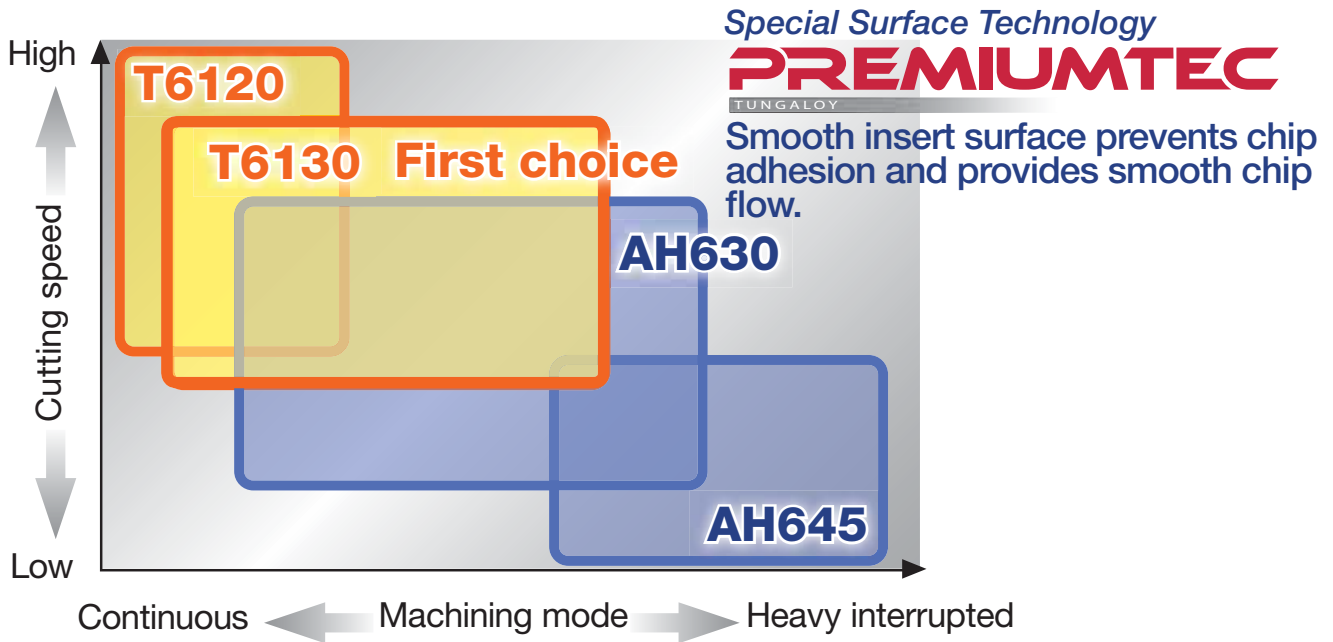 Special Surface Technology
PREMIUMTEC
TUNGALOY
Smooth insert surface prevents chip
adhesion and provides smooth chip
flow.
High
T6120
T6130 First choice
AH630
Cutting speed
AH645
Low
Continuous Machining mode Heavy interrupted